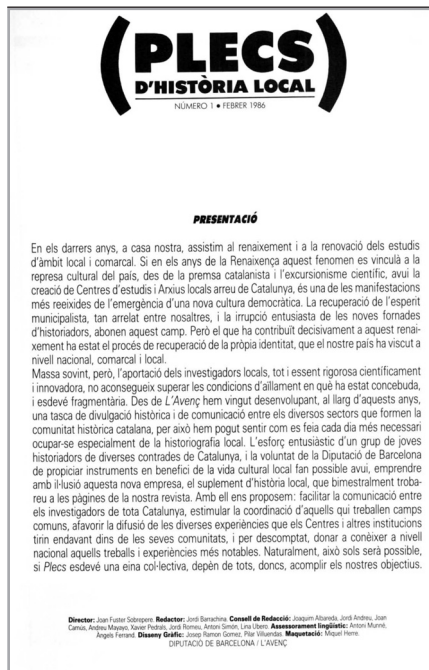 (PLECS)
D'HISTÒRIA LOCAL
NÚMERO 1 • FEBRER 1986
PRESENTACIÓ
En els darrers anys, a casa nostra, assistim al renaixement i a la renovació dels estudis
d'àmbit local i comarcal. Si en els anys de la Renaixença aquest fenomen es vinculà a la
represa cultural del país, des de la premsa catalanista i l'excursionisme científic, avui la
creació de Centres d'estudis i Arxius locals arreu de Catalunya, és una de les manifestacions
més reeixides de l'emergència d'una nova cultura democràtica. La recuperació de l'esperit
municipalista, tan arrelat entre nosaltres, i la irrupció entusiasta de les noves fornades
d'historiadors, abonen aquest camp. Però el que ha contribuït decisivament a aquest renai-
xement ha estat el procés de recuperació de la pròpia identitat, que el nostre país ha viscut a
nivell nacional, comarcal i local.
Massa sovint, però, l'aportació dels investigadors locals, tot i essent rigorosa científicament
i innovadora, no aconsegueix superar les condicions d'aïllament en què ha estat concebuda,
i esdevé fragmentària. Des de L'Avenç hem vingut desenvolupant, al llarg d'aquests anys,
una tasca de divulgació històrica i de comunicació entre els diversos sectors que formen la
comunitat històrica catalana, per això hem pogut sentir com es feia cada dia més necessari
ocupar-se especialment de la historiografia local. L'esforç entusiàstic d'un grup de joves
historiadors de diverses contrades de Catalunya, i la voluntat de la Diputació de Barcelona
de propiciar instruments en benefici de la vida cultural local fan possible avui, emprendre
amb il·lusió aquesta nova empresa, el suplement d'història local, que bimestralment troba-
reu a les pàgines de la nostra revista. Amb ell ens proposem: facilitar la comunicació entre
els investigadors de tota Catalunya, estimular la coordinació d'aquells qui treballen camps
comuns, afavorir la difusió de les diverses experiències que els Centres i altres institucions
tirin endavant dins de les seves comunitats, i per descomptat, donar a conèixer a nivell
nacional aquells treballs i experiències més notables. Naturalment, això sols serà possible,
si Plecs esdevé una eina col·lectiva, depèn de tots, doncs, acomplir els nostres objectius.
Director: Joan Fuster Sobrepere. Redactor: Jordi Barrachina. Consell de Redacció: Joaquim Albareda, Jordi Andreu, Joan
Camús, Andreu Mayayo, Xavier Pedrals, Jordi Romeu, Antoni Simón, Lina Ubero. Assessorament lingüístic: Antoni Munné,
Àngels Ferrand. Disseny Gràfic: Josep Ramon Gomez, Pilar Villuendas. Maquetació: Miquel Herre.
DIPUTACIÓ DE BARCELONA / L'AVENÇ